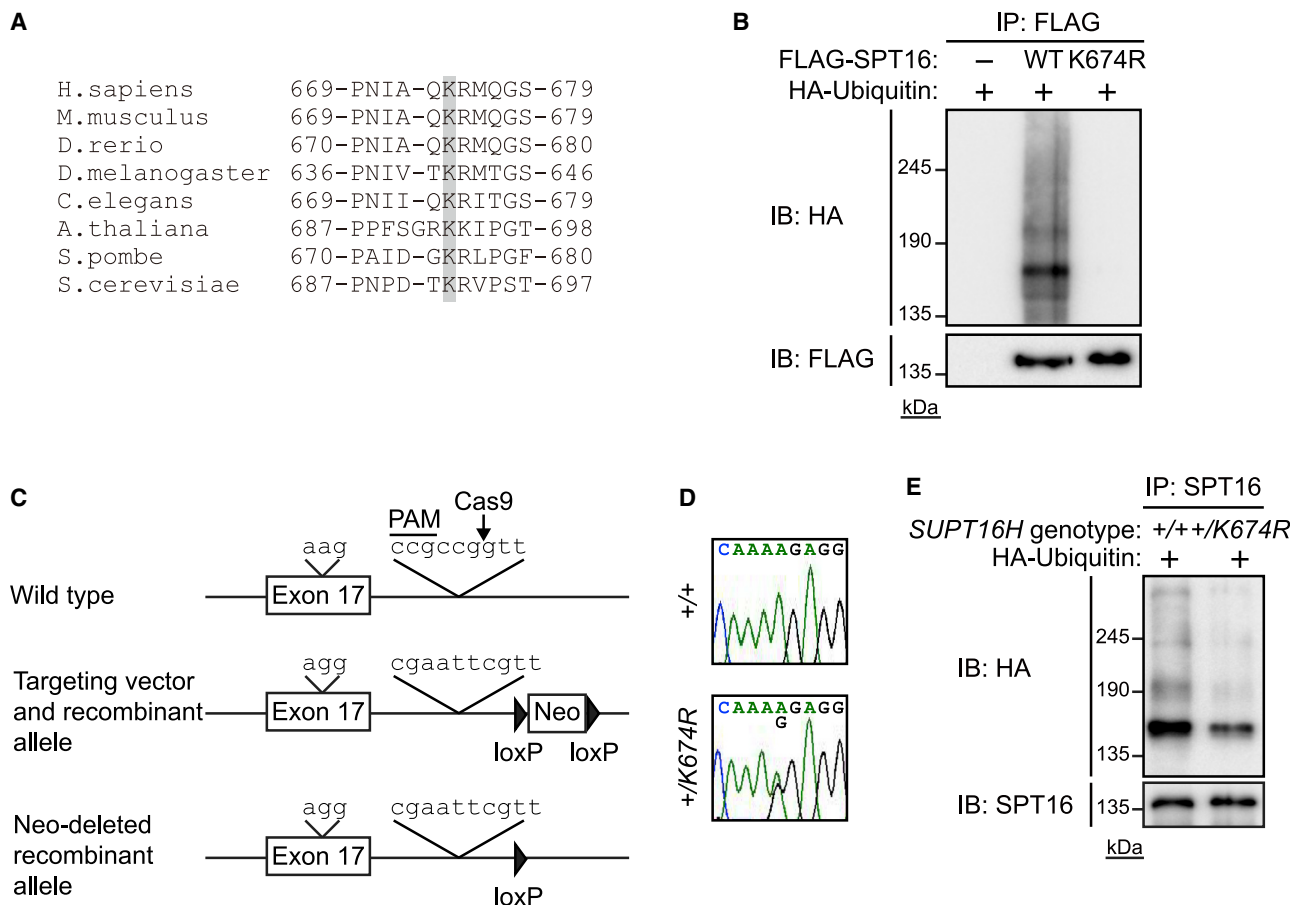 A
H.sapiens 669-PNIA-QKRMQGS-679
M.musculus 669-PNIA-QKRMQGS-679
D.rerio 670-PNIA-QKRMQGS-680
D.melanogaster 636-PNIV-TKRMTGS-646
C.elegans 669-PNII-QKRITGS-679
A.thaliana 687-PPFSGRKKIPGT-698
S.pombe 670-PAID-GKRLPGF-680
S.cerevisiae 687-PNPD-TKRVPST-697
B
IP: FLAG
FLAG-SPT16: – WT K674R
HA-Ubiquitin: + + +
IB: HA
245
190
135
IB: FLAG
135
kDa
C
Cas9
PAM
aag ccgccggtt
Wild type
Exon 17
agg cgaattcgtt
Targeting vector
and recombinant
allele
Exon 17
Neo
loxP loxP
agg cgaattcgtt
Neo-deleted
recombinant
allele
Exon 17
loxP
D
+/+
CAAAAGAGG
+/K674R
CAAAAGAGG
G
E
IP: SPT16
SUPT16H genotype: +/+ +/K674R
HA-Ubiquitin: + +
IB: HA
245
190
135
IB: SPT16
135
kDa